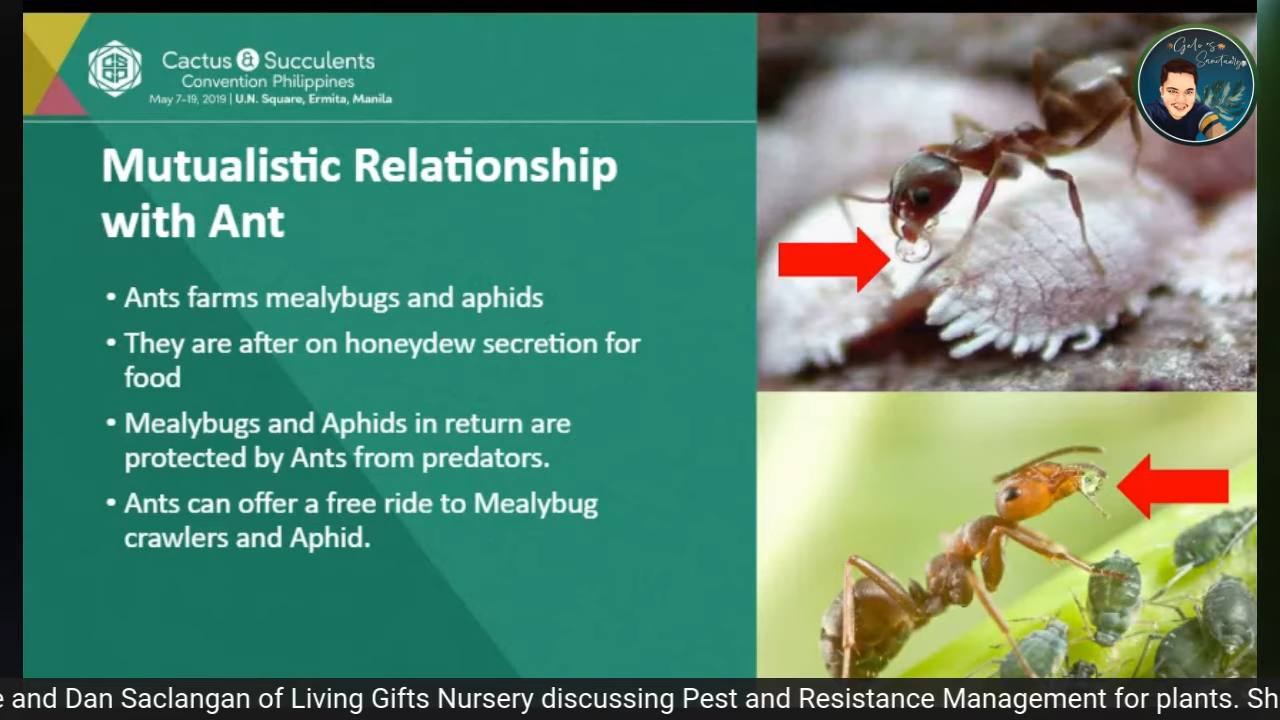 Cactus & Succulents
Convention Philippines
May 7-19, 2019 | U.N. Square, Ermita, Manila
Gelo's
Sanctuary
Mutualistic Relationship
with Ant
• Ants farms mealybugs and aphids
• They are after on honeydew secretion for
food
• Mealybugs and Aphids in return are
protected by Ants from predators.
• Ants can offer a free ride to Mealybug
crawlers and Aphid.
e and Dan Saclangan of Living Gifts Nursery discussing Pest and Resistance Management for plants. Sh